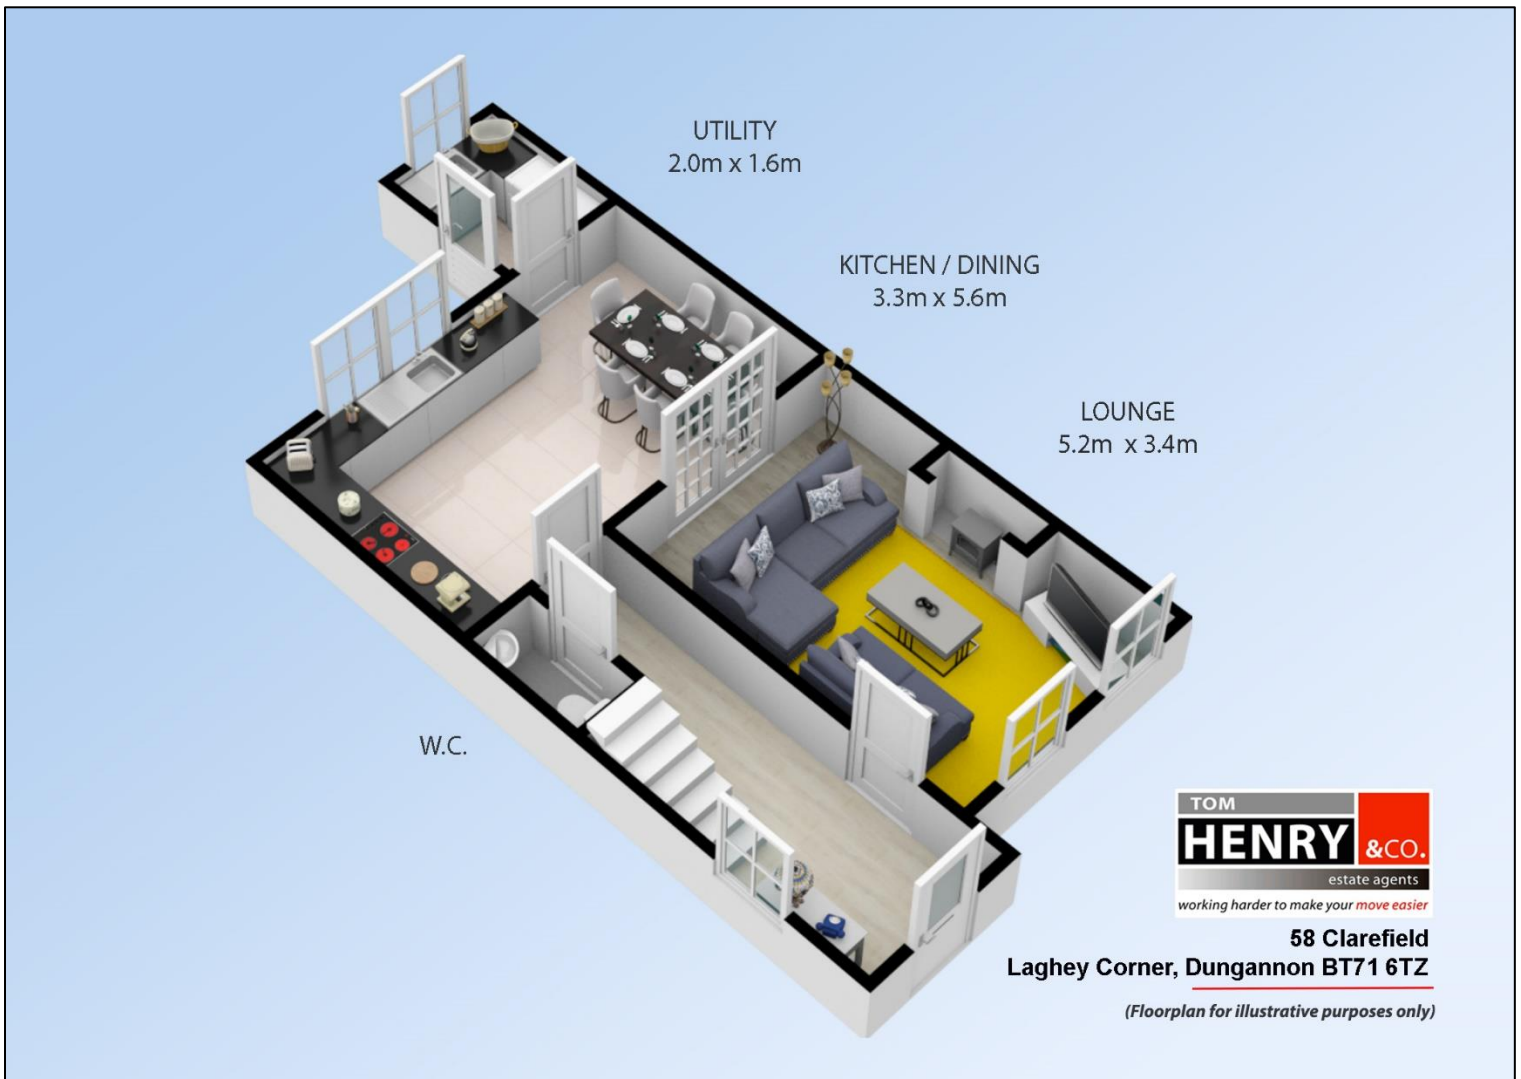 UTILITY
2.0m x 1.6m
KITCHEN / DINING
3.3m x 5.6m
LOUNGE
5.2m x 3.4m
W.C.
TOM
HENRY &CO.
estate agents
working harder to make your move easier
58 Clarefield
Laghey Corner, Dungannon BT71 6TZ
(Floorplan for illustrative purposes only)